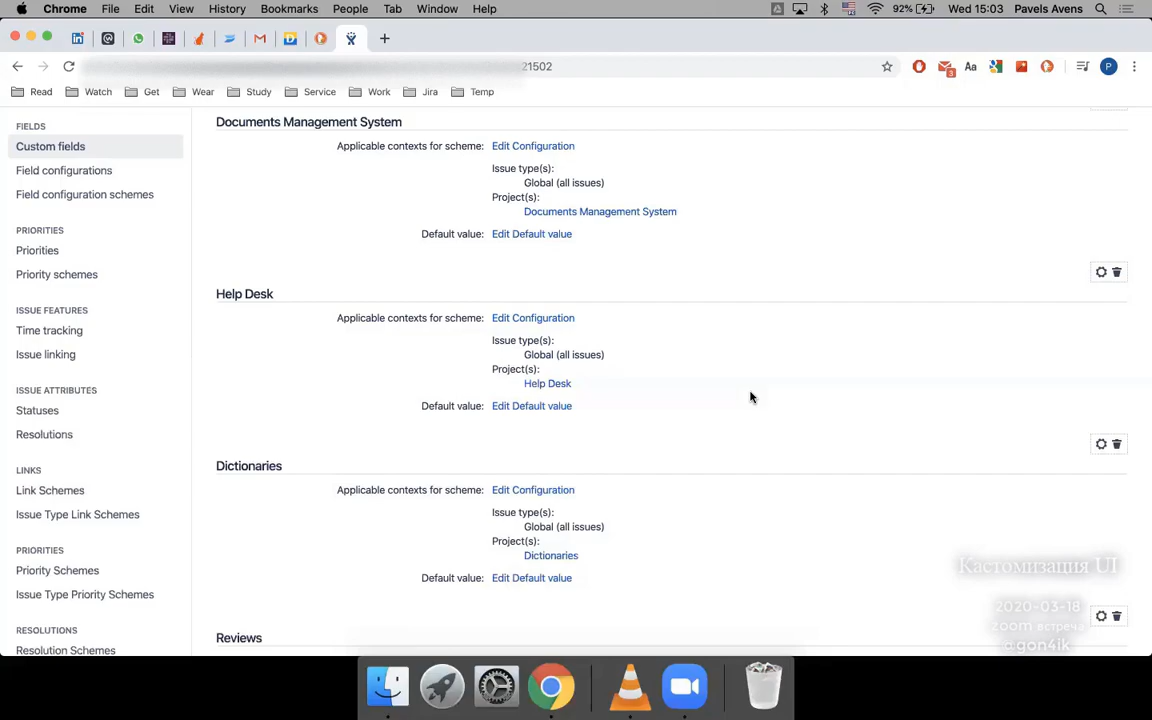 Chrome File Edit View History Bookmarks People Tab Window Help 92% Wed 15:03 Pavels Avens
21502
3 Aa P
Read Watch Get Wear Study Service Work Jira Temp
FIELDS
Custom fields
Field configurations
Field configuration schemes
PRIORITIES
Priorities
Priority schemes
ISSUE FEATURES
Time tracking
Issue linking
ISSUE ATTRIBUTES
Statuses
Resolutions
LINKS
Link Schemes
Issue Type Link Schemes
PRIORITIES
Priority Schemes
Issue Type Priority Schemes
RESOLUTIONS
Resolution Schemes
Documents Management System
Applicable contexts for scheme: Edit Configuration
Issue type(s):
Global (all issues)
Project(s):
Documents Management System
Default value: Edit Default value
Help Desk
Applicable contexts for scheme: Edit Configuration
Issue type(s):
Global (all issues)
Project(s):
Help Desk
Default value: Edit Default value
Dictionaries
Applicable contexts for scheme: Edit Configuration
Issue type(s):
Global (all issues)
Project(s):
Dictionaries
Default value: Edit Default value
Reviews
Кастомизация UI
2020-03-18
zoom встреча
@gon4ik